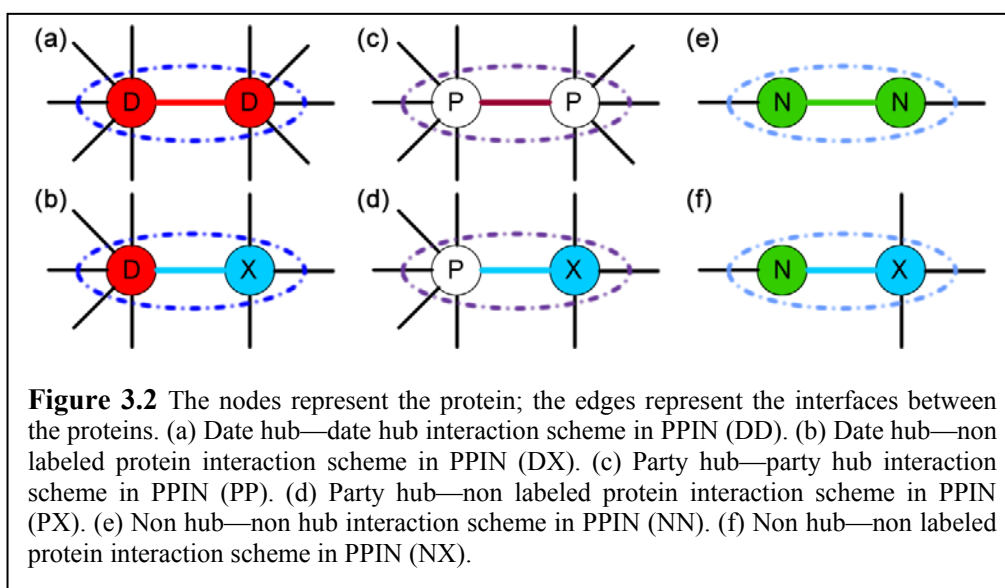 (a) (c) (e)
D D P P N N
(b) (d) (f)
D X P X N X
Figure 3.2 The nodes represent the protein; the edges represent the interfaces between
the proteins. (a) Date hub—date hub interaction scheme in PPIN (DD). (b) Date hub—non
labeled protein interaction scheme in PPIN (DX). (c) Party hub—party hub interaction
scheme in PPIN (PP). (d) Party hub—non labeled protein interaction scheme in PPIN
(PX). (e) Non hub—non hub interaction scheme in PPIN (NN). (f) Non hub—non labeled
protein interaction scheme in PPIN (NX).